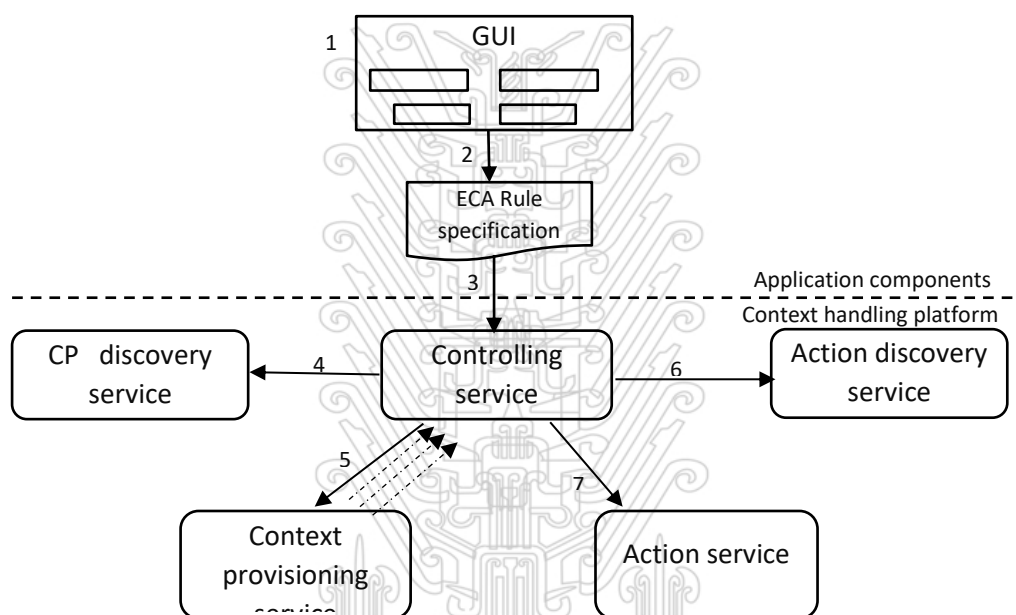 1
GUI
2
ECA Rule
specification
3
Application components
Context handling platform
CP discovery
service
4
Controlling
service
6
Action discovery
service
5
7
Context
provisioning
service
Action service